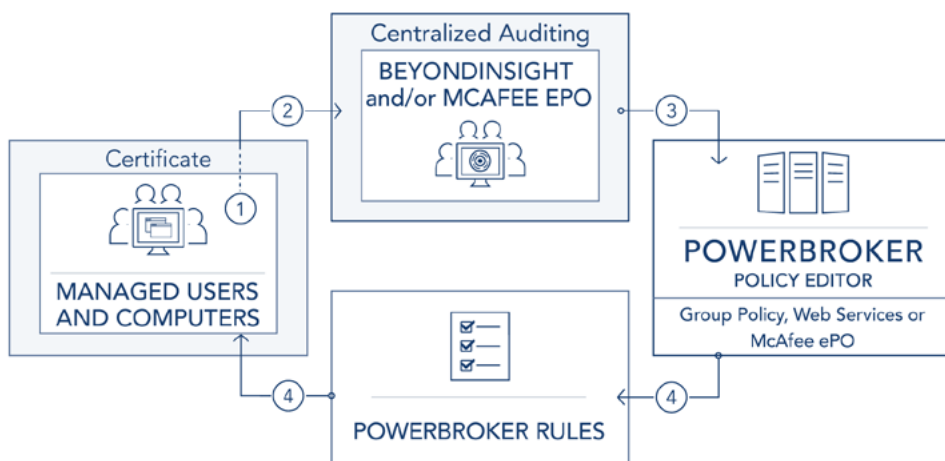 Centralized Auditing
BEYONDINSIGHT
and/or MCAFEE EPO
2
3
Certificate
1
MANAGED USERS
AND COMPUTERS
POWERBROKER
POLICY EDITOR
Group Policy, Web Services or
McAfee ePO
4
4
POWERBROKER RULES